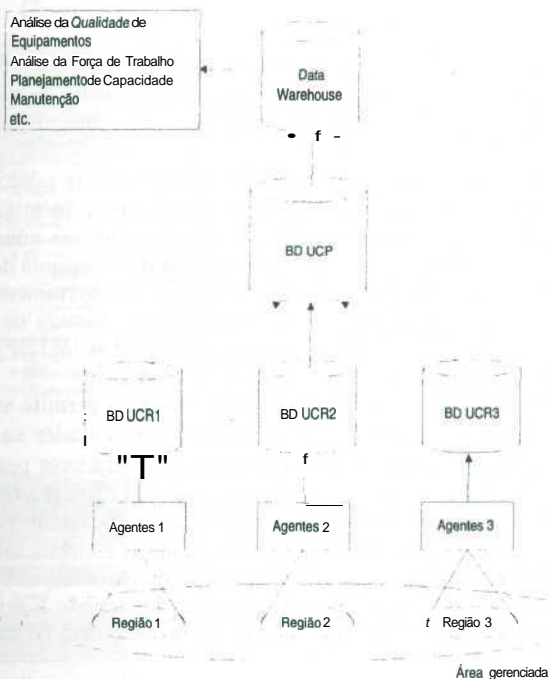 Análise da Qualidade de
Equipamentos
Análise da Força de Trabalho
Planejamento de Capacidade
Manutenção
etc.
Data
Warehouse
BD UCP
BD UCR1
BD UCR2
BD UCR3
Agentes 1
Agentes 2
Agentes 3
Região 1
Região 2
Região 3
Área gerenciada